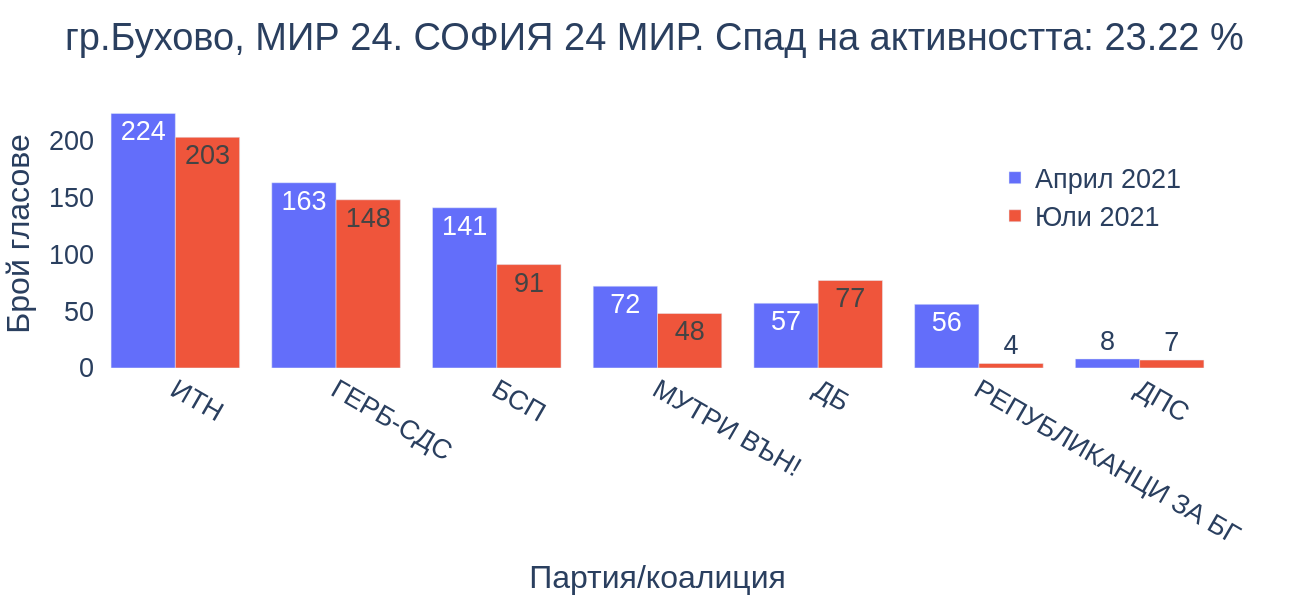 гр.Бухово, МИР 24. СОФИЯ 24 МИР. Спад на активността: 23.22 %
Брой гласове
200
150
100
50
0
224
203
163
148
141
91
72
48
57
77
56
4
8
7
Април 2021
Юли 2021
ИТН
ГЕРБ-СДС
БСП
МУТРИ ВЪН!
ДБ
РЕПУБЛИКАНЦИ ЗА БГ
ДПС
Партия/коалиция